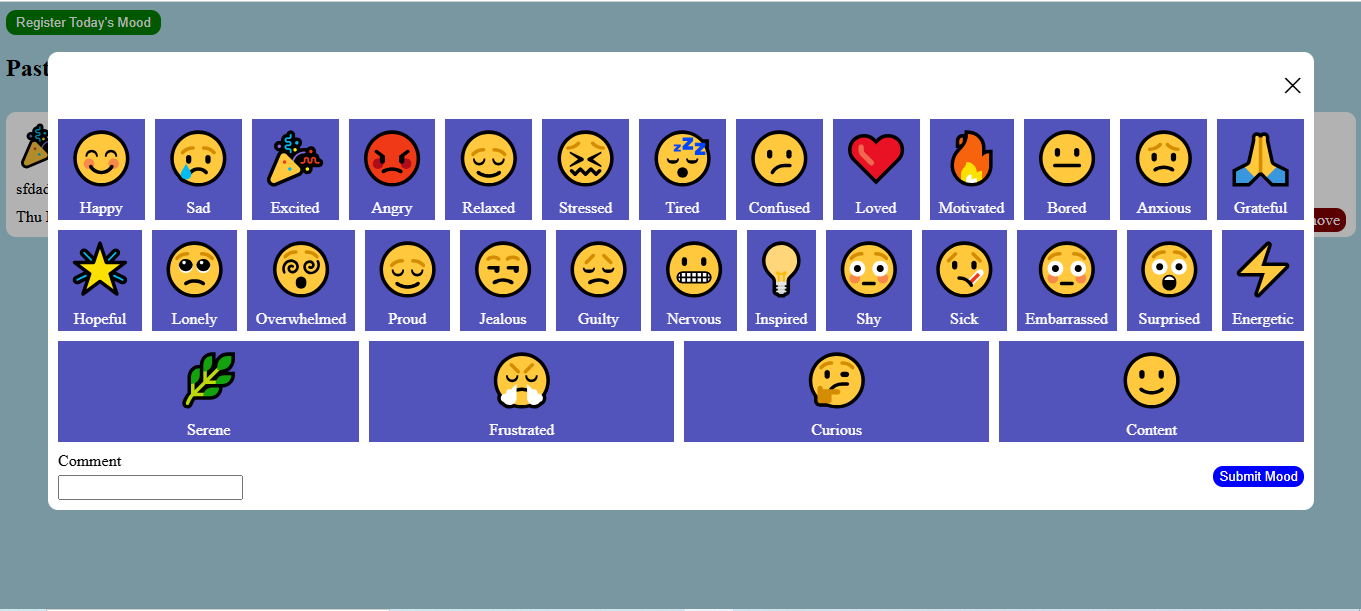 Register Today's Mood
Past
Happy Sad Excited Angry Relaxed Stressed Tired Confused Loved Motivated Bored Anxious Grateful
sfdad
Thu
Hopeful Lonely Overwhelmed Proud Jealous Guilty Nervous Inspired Shy Sick Embarrassed Surprised Energetic
Serene Frustrated Curious Content
Comment
Submit Mood